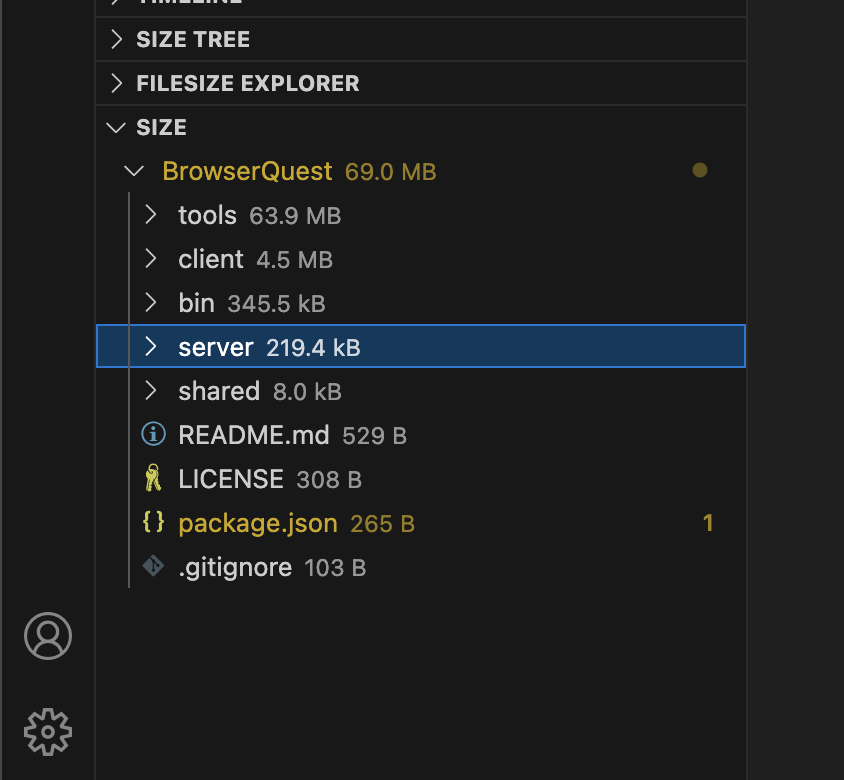 TIMELINE
SIZE TREE
FILESIZE EXPLORER
SIZE
BrowserQuest 69.0 MB
tools 63.9 MB
client 4.5 MB
bin 345.5 kB
server 219.4 kB
shared 8.0 kB
README.md 529 B
LICENSE 308 B
{} package.json 265 B 1
.gitignore 103 B